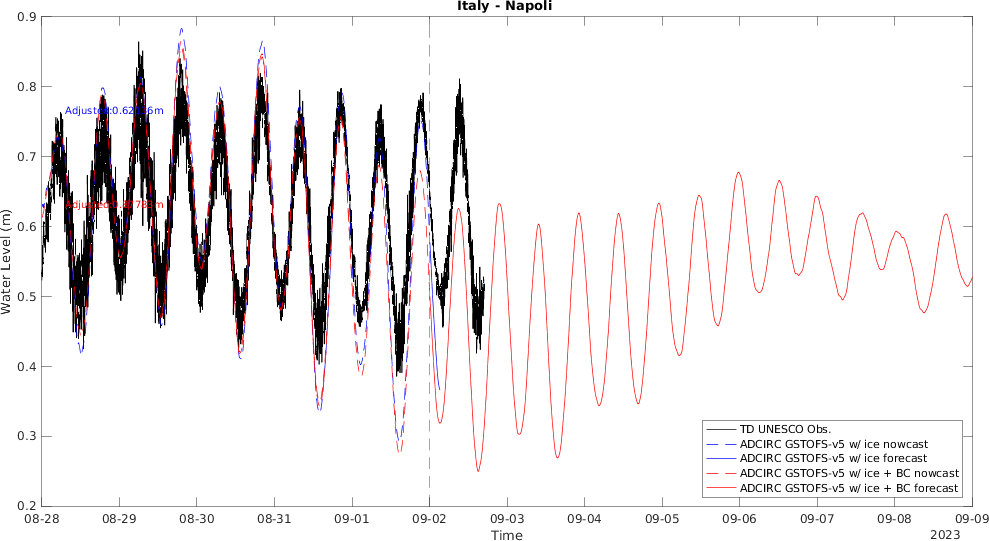 Italy - Napoli
0.9
0.8
0.7
0.6
0.5
0.4
0.3
0.2
Water Level (m)
08-28 08-29 08-30 08-31 09-01 09-02 09-03 09-04 09-05 09-06 09-07 09-08 09-09
Time
2023
TD UNESCO Obs.
ADCIRC GSTOFS-v5 w/ ice nowcast
ADCIRC GSTOFS-v5 w/ ice forecast
ADCIRC GSTOFS-v5 w/ ice + BC nowcast
ADCIRC GSTOFS-v5 w/ ice + BC forecast